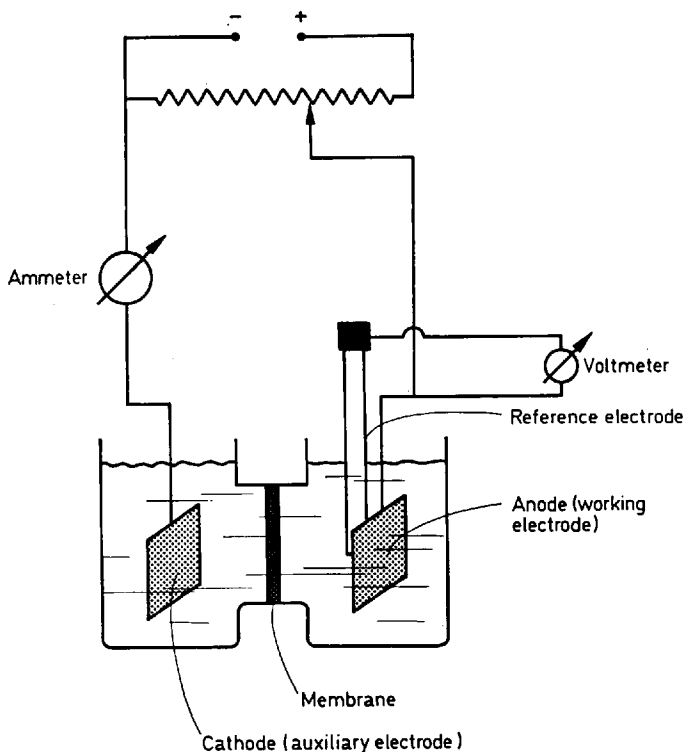 - +
Ammeter
Voltmeter
Reference electrode
Anode (working
electrode)
Membrane
Cathode (auxiliary electrode)